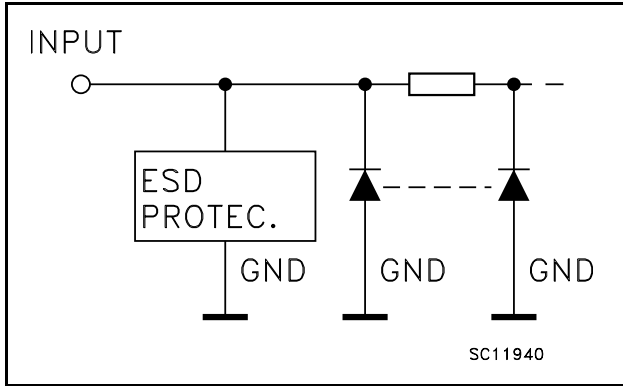 INPUT
ESD
PROTEC.
GND
GND
GND
SC11940